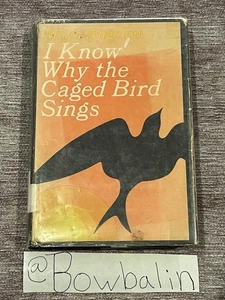 I Know
Why the
Caged Bird
Sings
@Bowbalin